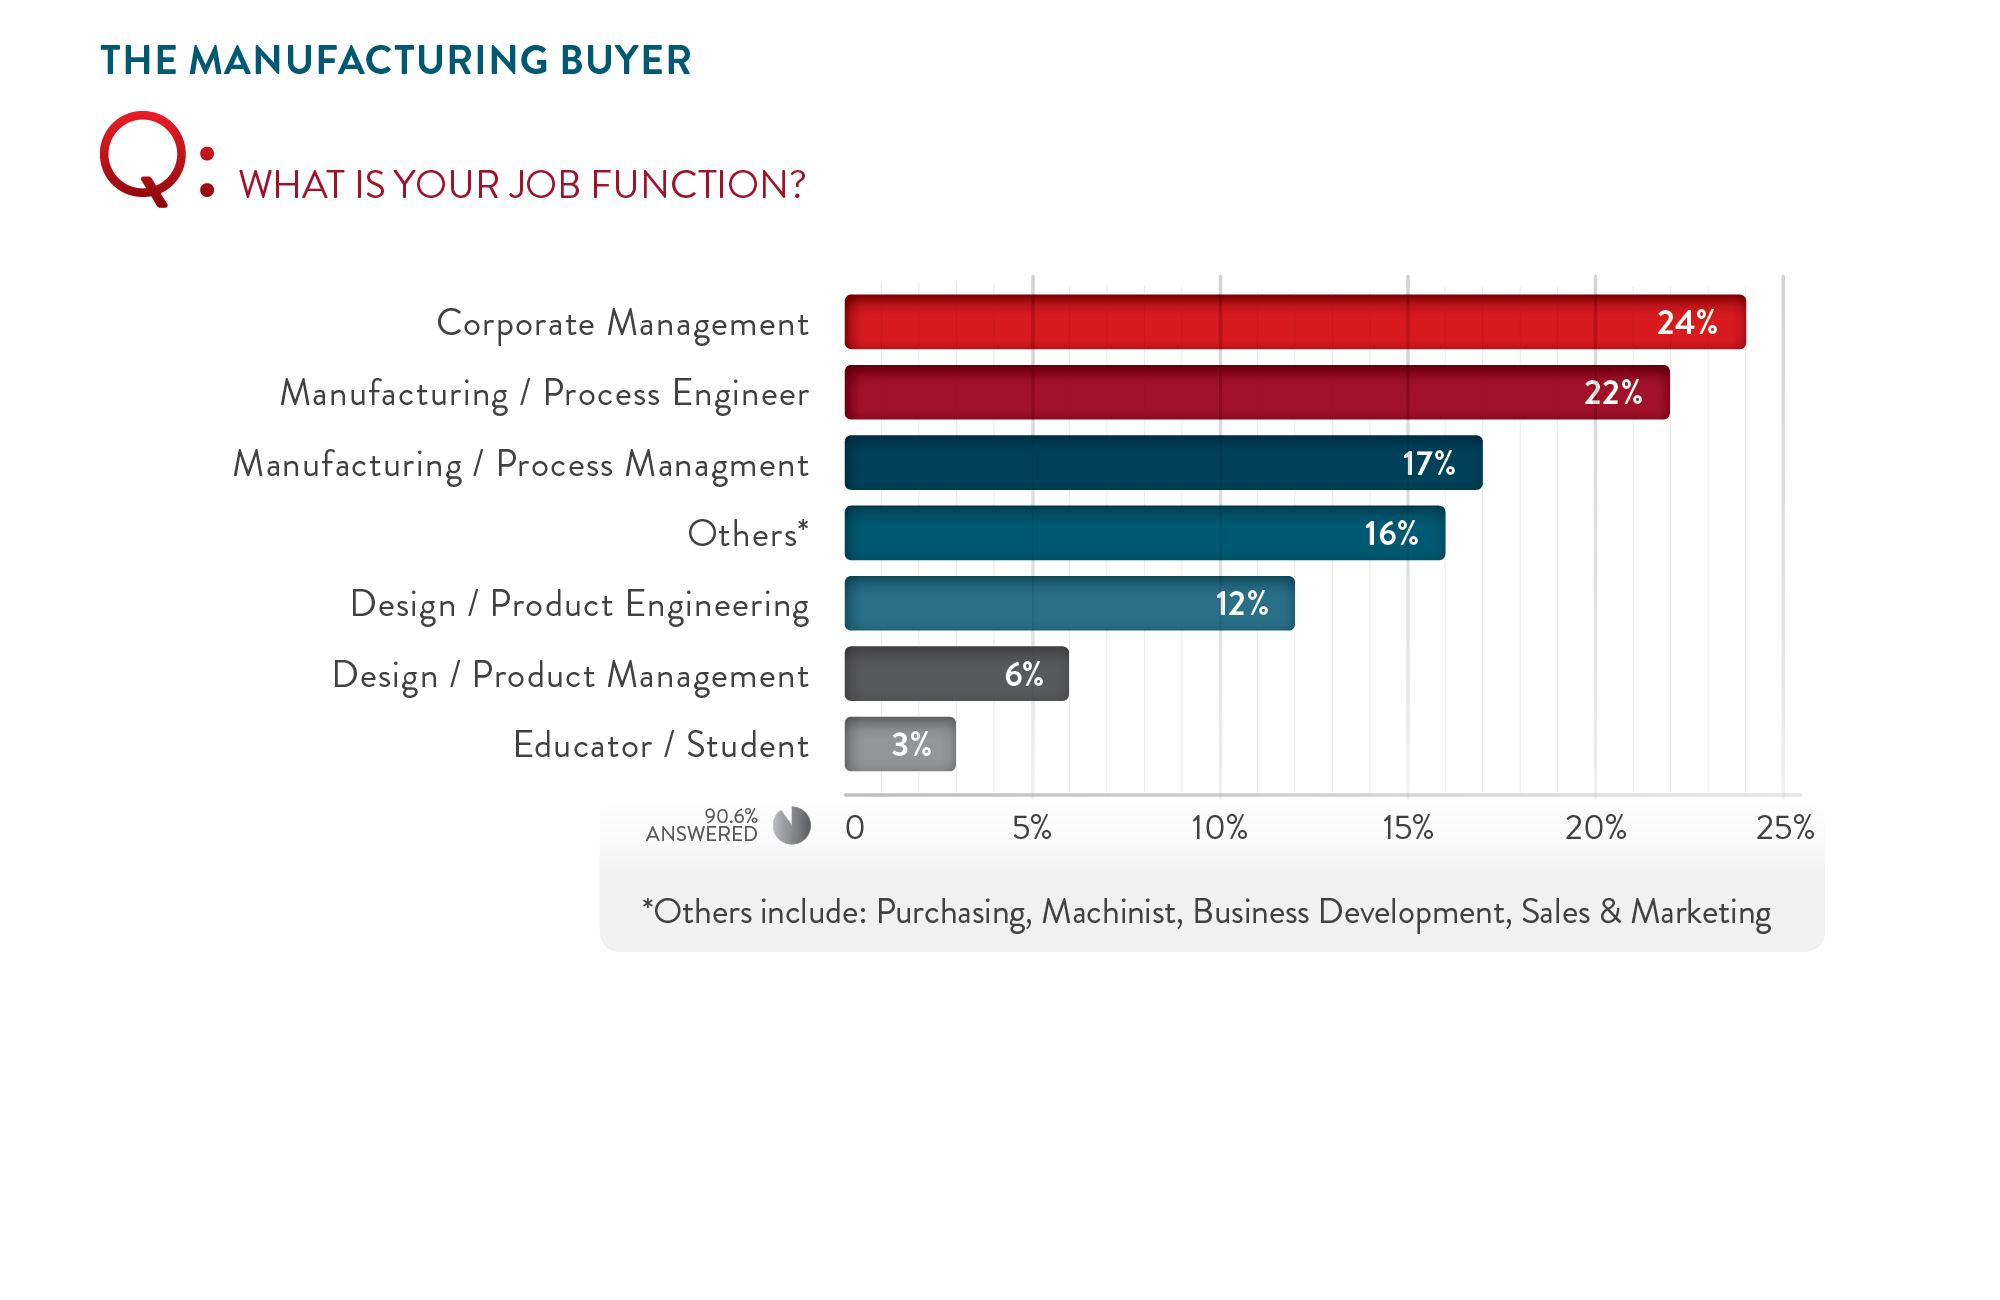 THE MANUFACTURING BUYER
Q: WHAT IS YOUR JOB FUNCTION?
Corporate Management 24%
Manufacturing / Process Engineer 22%
Manufacturing / Process Managment 17%
Others* 16%
Design / Product Engineering 12%
Design / Product Management 6%
Educator / Student 3%
90.6%
ANSWERED
0 5% 10% 15% 20% 25%
*Others include: Purchasing, Machinist, Business Development, Sales & Marketing